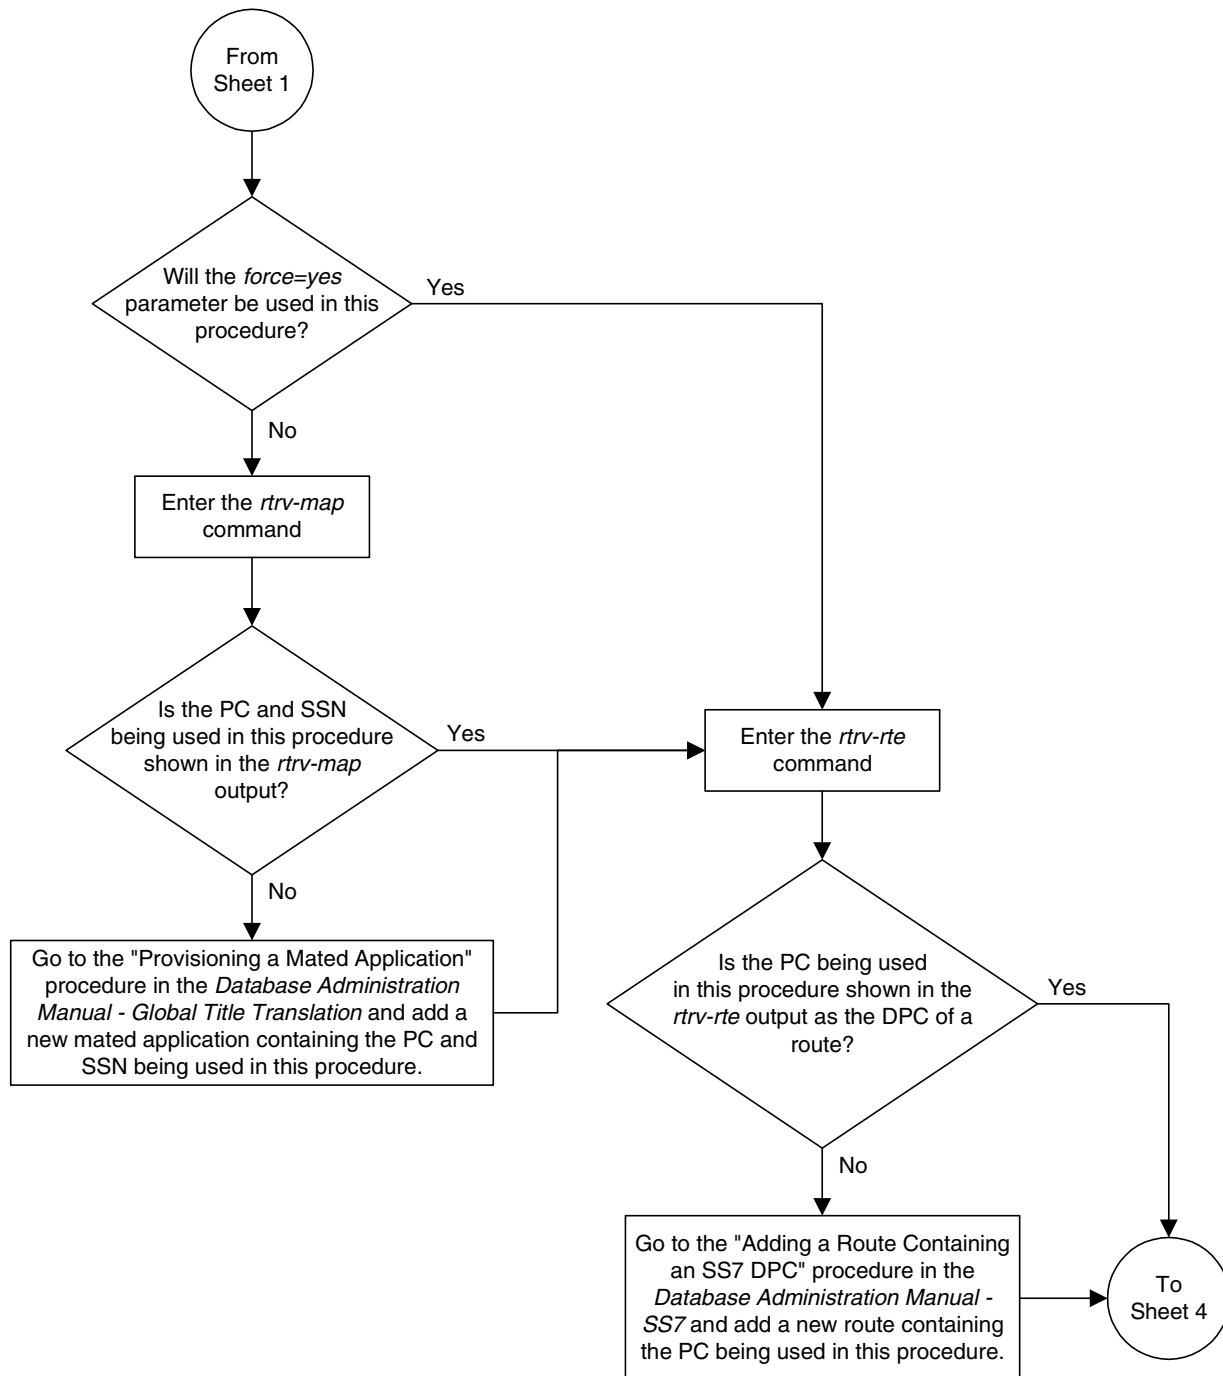 From
Sheet 1
Will the force=yes
parameter be used in this
procedure?
Yes
No
Enter the rtrv-map
command
Is the PC and SSN
being used in this procedure
shown in the rtrv-map
output?
Yes
No
Enter the rtrv-rte
command
Go to the "Provisioning a Mated Application"
procedure in the Database Administration
Manual - Global Title Translation and add a
new mated application containing the PC and
SSN being used in this procedure.
Is the PC being used
in this procedure shown in the
rtrv-rte output as the DPC of a
route?
Yes
No
Go to the "Adding a Route Containing
an SS7 DPC" procedure in the
Database Administration Manual -
SS7 and add a new route containing
the PC being used in this procedure.
To
Sheet 4